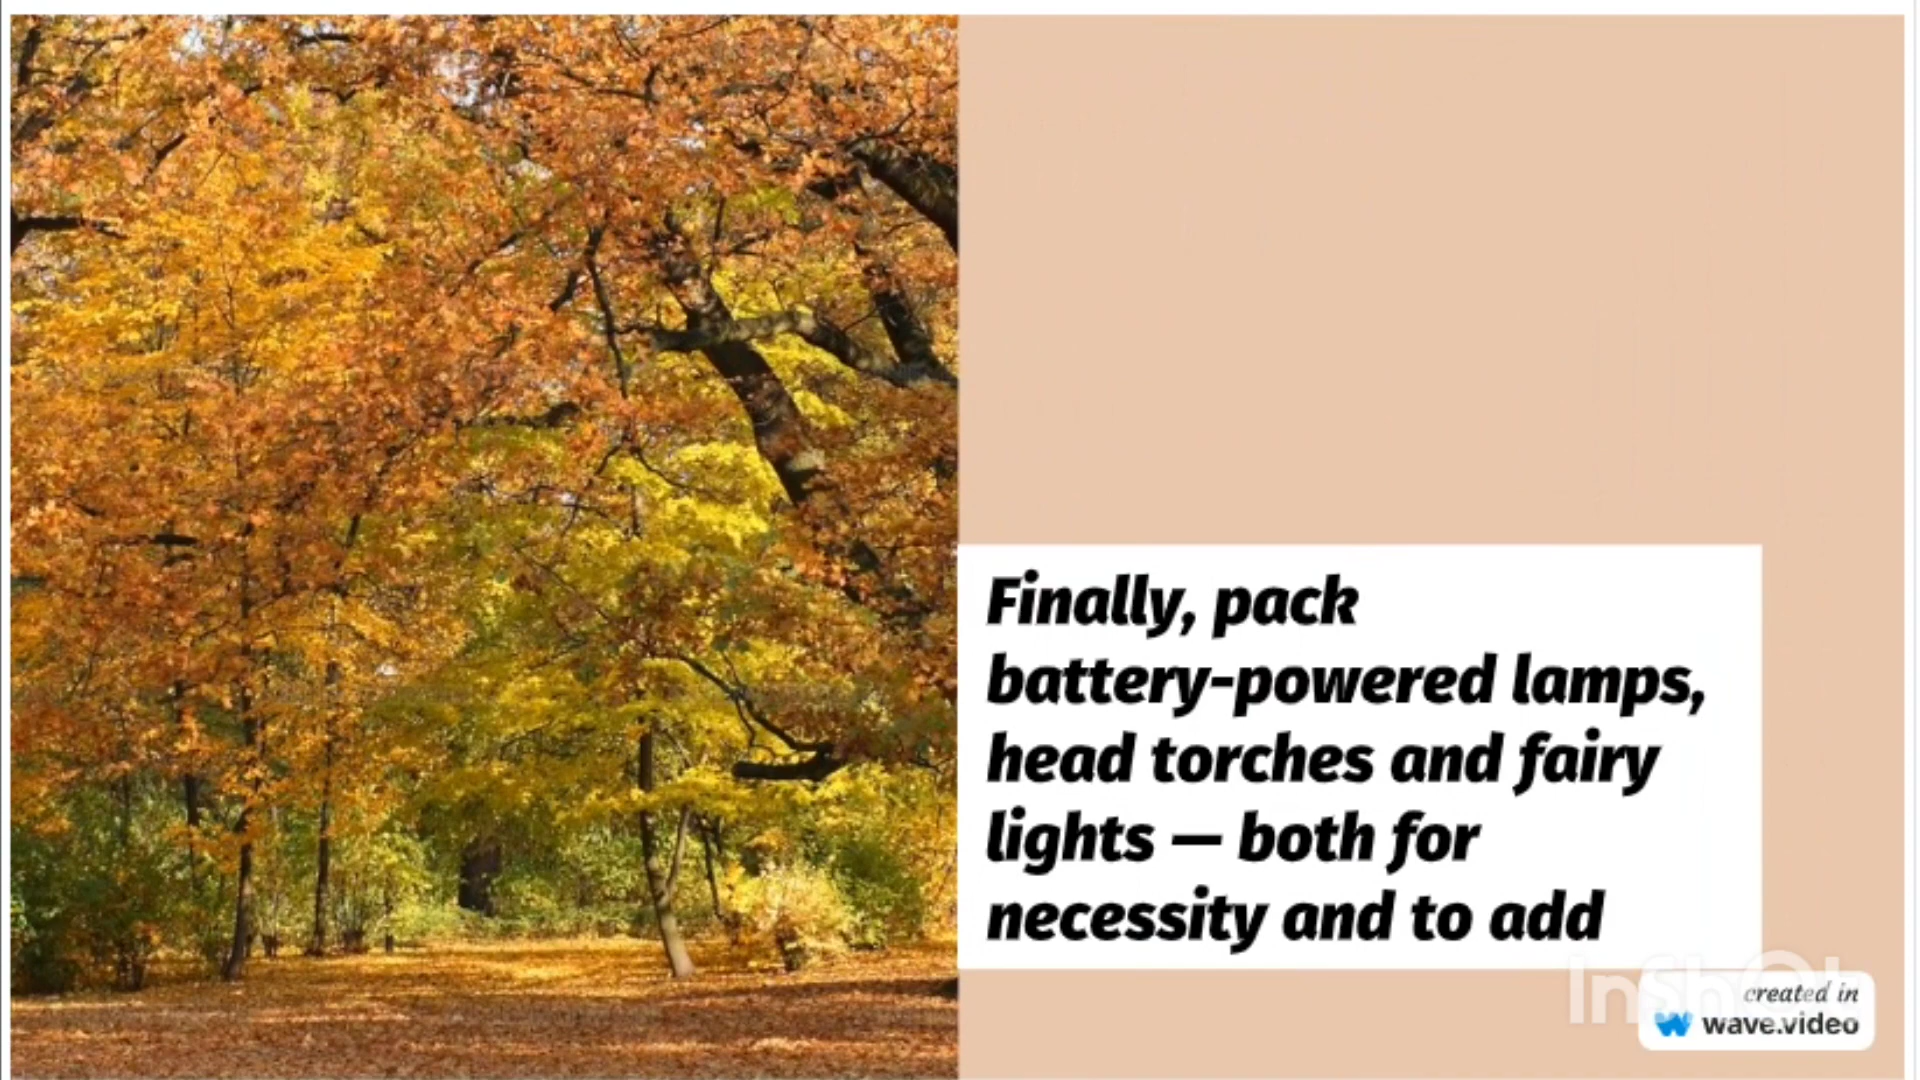 Finally, pack
battery-powered lamps,
head torches and fairy
lights — both for
necessity and to add
InShOt
created in
wave.video